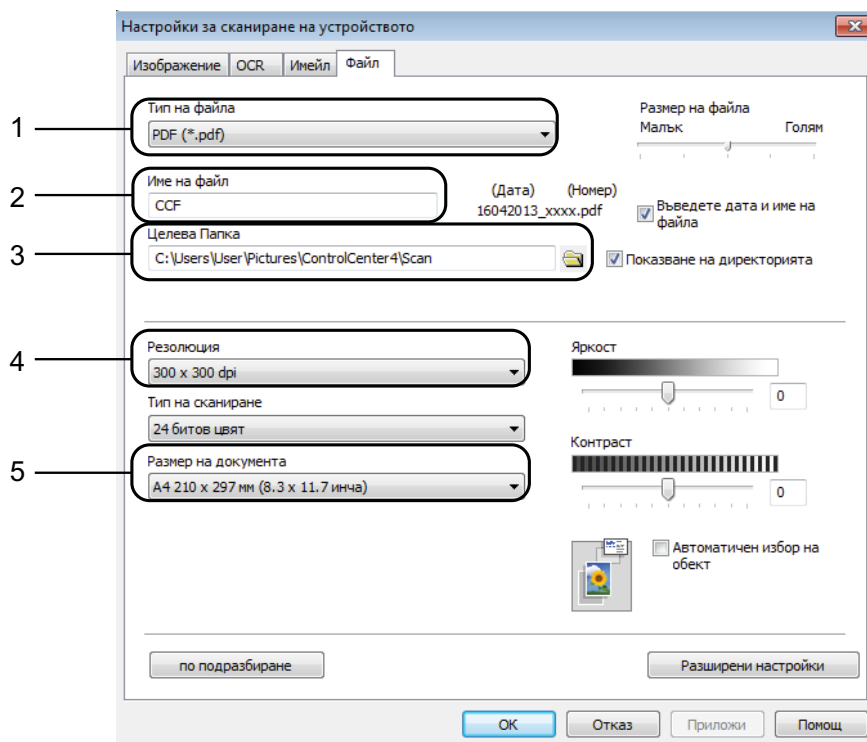 Настройки за сканиране на устройството
Изображение OCR Имейл Файл
1
Тип на файла
PDF (*.pdf)
Размер на файла
Малък Голям
2
Име на файл
CCF
(Дата) (Номер)
16042013_xxxx.pdf
Въведете дата и име на
файла
3
Целева Папка
C:\Users\User\Pictures\ControlCenter4\Scan
Показване на директорията
4
Резолюция
300 x 300 dpi
Тип на сканиране
24 битов цвят
5
Размер на документа
A4 210 x 297 мм (8.3 x 11.7 инча)
Яркост
0
Контраст
0
Автоматичен избор на
обект
по подразбиране
Разширени настройки
OK Отказ Приложи Помощ